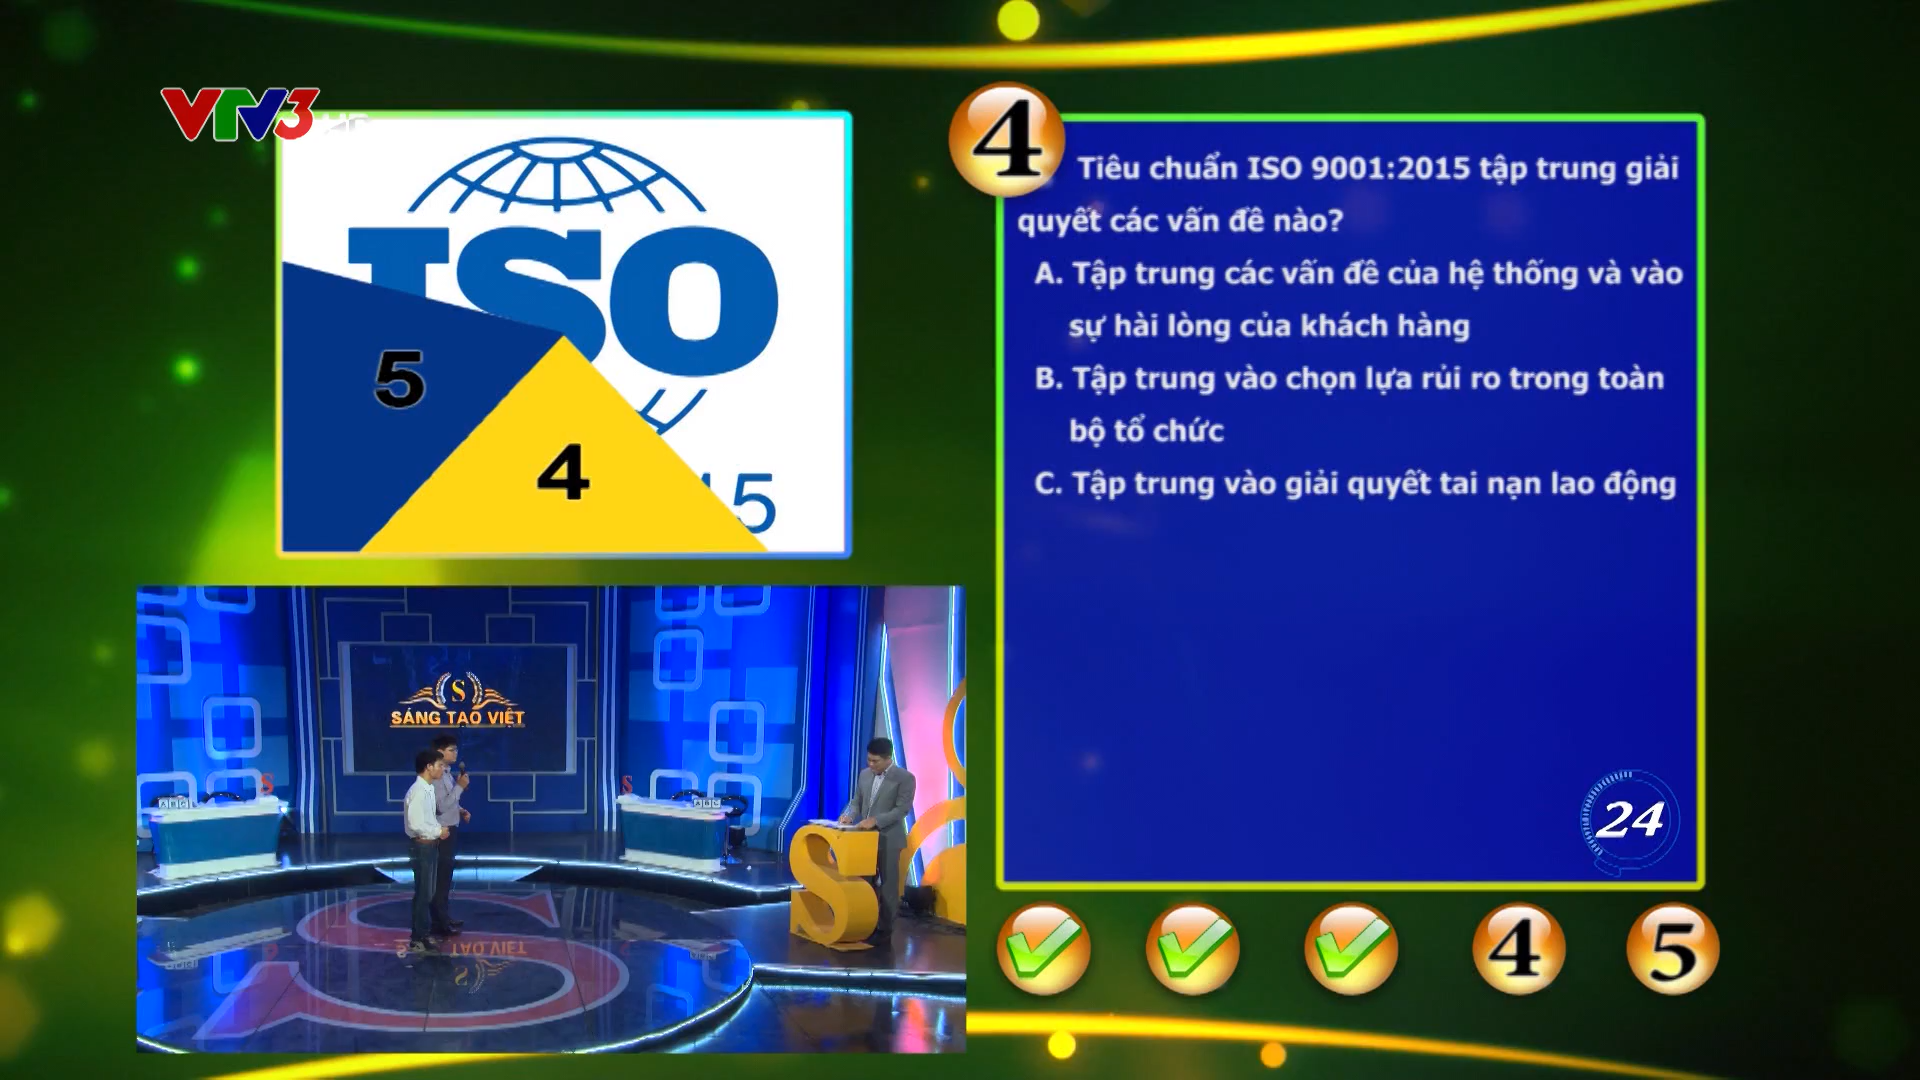 VTV3
HD
ISO
5
4
15
4
Tiêu chuẩn ISO 9001:2015 tập trung giải
quyết các vấn đề nào?
A. Tập trung các vấn đề của hệ thống và vào
sự hài lòng của khách hàng
B. Tập trung vào chọn lựa rủi ro trong toàn
bộ tổ chức
C. Tập trung vào giải quyết tai nạn lao động
24
S
SÁNG TẠO VIỆT
S
S
ABC
ABC
S
4
5